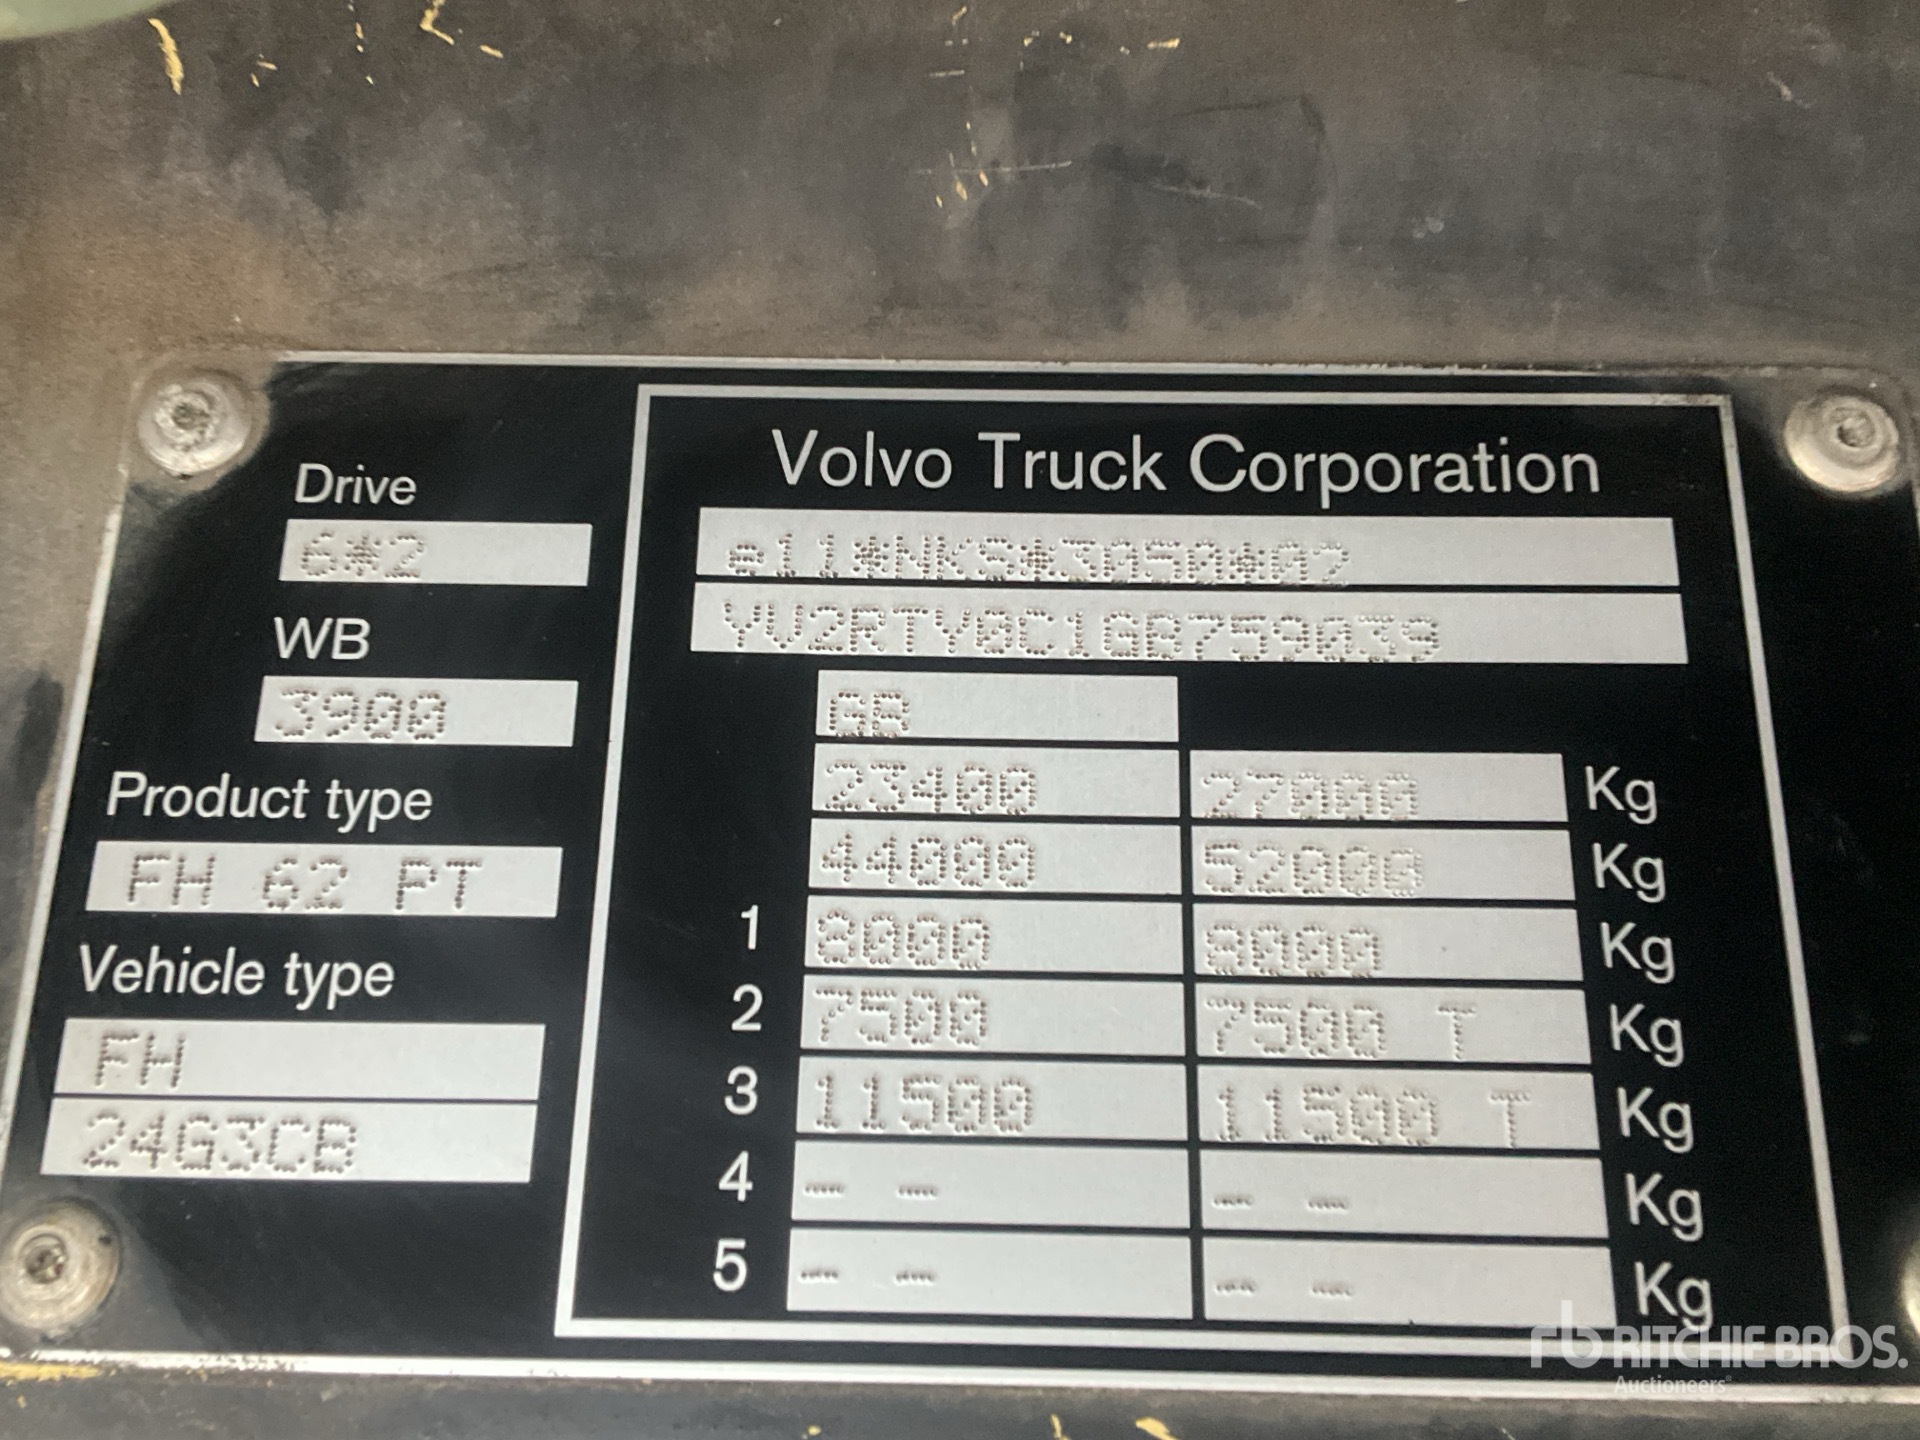 Drive
6*2
WB
3900
Product type
FH 62 PT
Vehicle type
FH
24G3CB
Volvo Truck Corporation
e11*NKS*3050*02
YV2RTY0C1GB759039
GB
23400 27000 Kg
44000 52000 Kg
1 8000 8000 Kg
2 7500 7500 T Kg
3 11500 11500 T Kg
4 — — — — Kg
5 — — — — Kg
rb RITCHIE BROS.
Auctioneers®